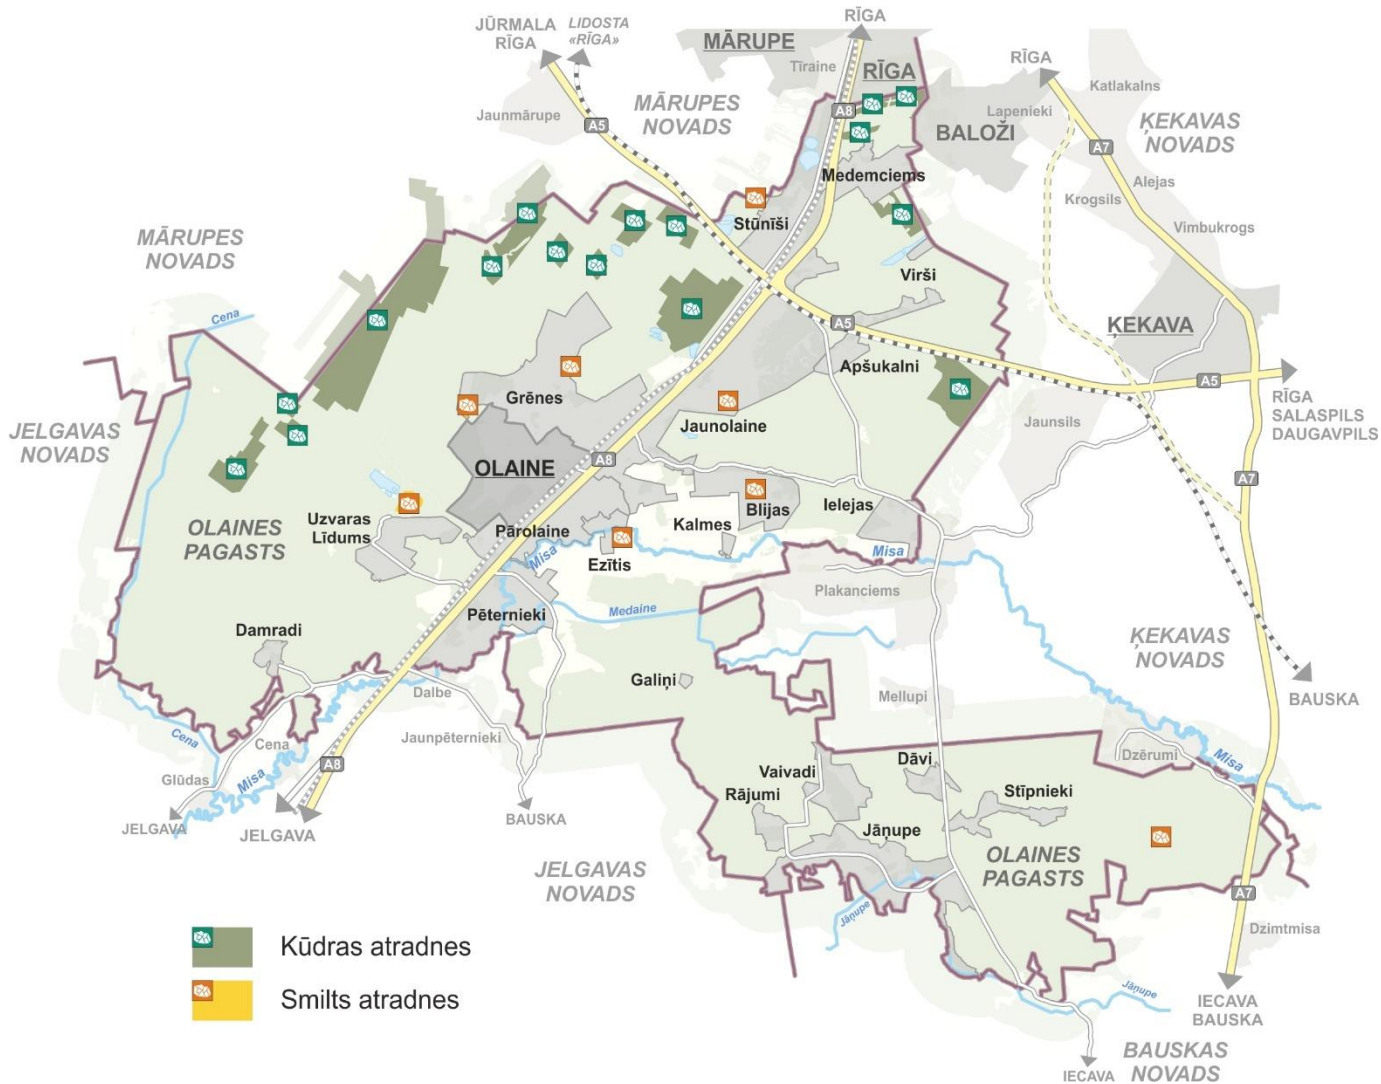 JŪRMALA
RĪGA
LIDOSTA
«RĪGA»
MĀRUPE
RĪGA
Tīraine
RĪGA
RĪGA
Katlakalns
Jaunmārupe
MĀRUPES
NOVADS
A5
A8
Lapenieki
BALOŽI
ĶEKAVAS
NOVADS
A7
Medemciems
Alejas
Krogsils
Stūnīši
Vimbukrogs
MĀRUPES
NOVADS
Virši
Cena
A5
ĶEKAVA
Apšukalni
Grēnes
A5
RĪGA
SALASPILS
DAUGAVPILS
JELGAVAS
NOVADS
Jaunolaine
Jaunsils
OLAINE
A8
A7
OLAINES
PAGASTS
Uzvaras
Līdums
Pārolaine
Kalmes
Blijas
Ielejas
Misa
Ezītis
Misa
Plakanciems
Pēternieki
Medaine
Damradi
ĶEKAVAS
NOVADS
Galiņi
Dalbe
Mellupi
BAUSKA
Cena
Cena
Jaunpēternieki
Dzērumi
Misa
Glūdas
Misa
A8
Vaivadi
Dāvi
Rājumi
Stīpnieki
JELGAVA
JELGAVA
BAUSKA
Jāņupe
OLAINES
PAGASTS
JELGAVAS
NOVADS
A7
Jāņupe
Dzimtmisa
Kūdras atradnes
Smilts atradnes
Jāņupe
IECAVA
BAUSKA
BAUSKAS
NOVADS
IECAVA